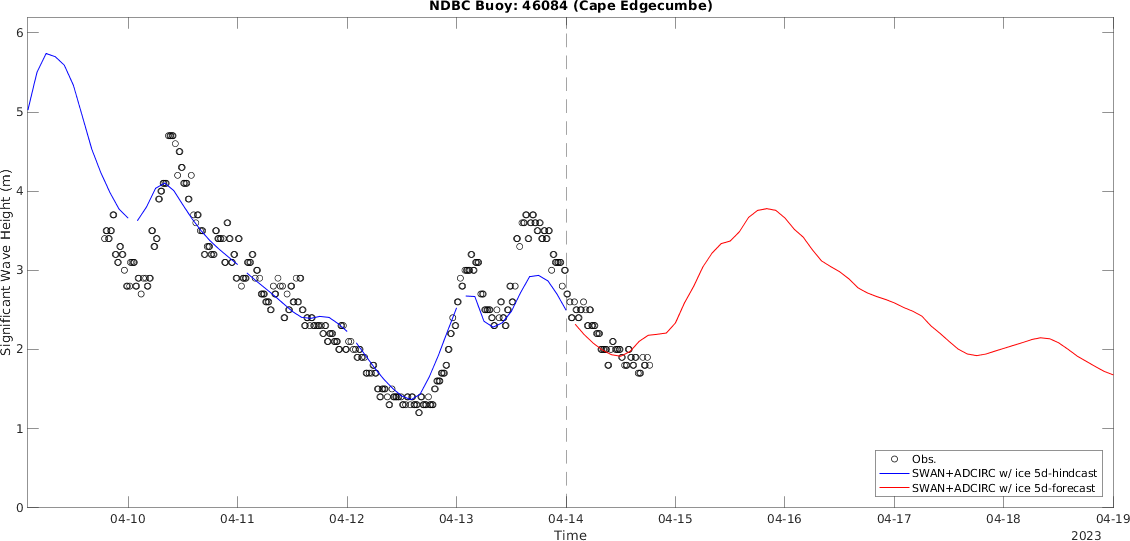 NDBC Buoy: 46084 (Cape Edgecumbe)
6
5
4
3
2
1
0
Significant Wave Height (m)
Obs.
SWAN+ADCIRC w/ ice 5d-hindcast
SWAN+ADCIRC w/ ice 5d-forecast
04-10 04-11 04-12 04-13 04-14 04-15 04-16 04-17 04-18 04-19
Time
2023